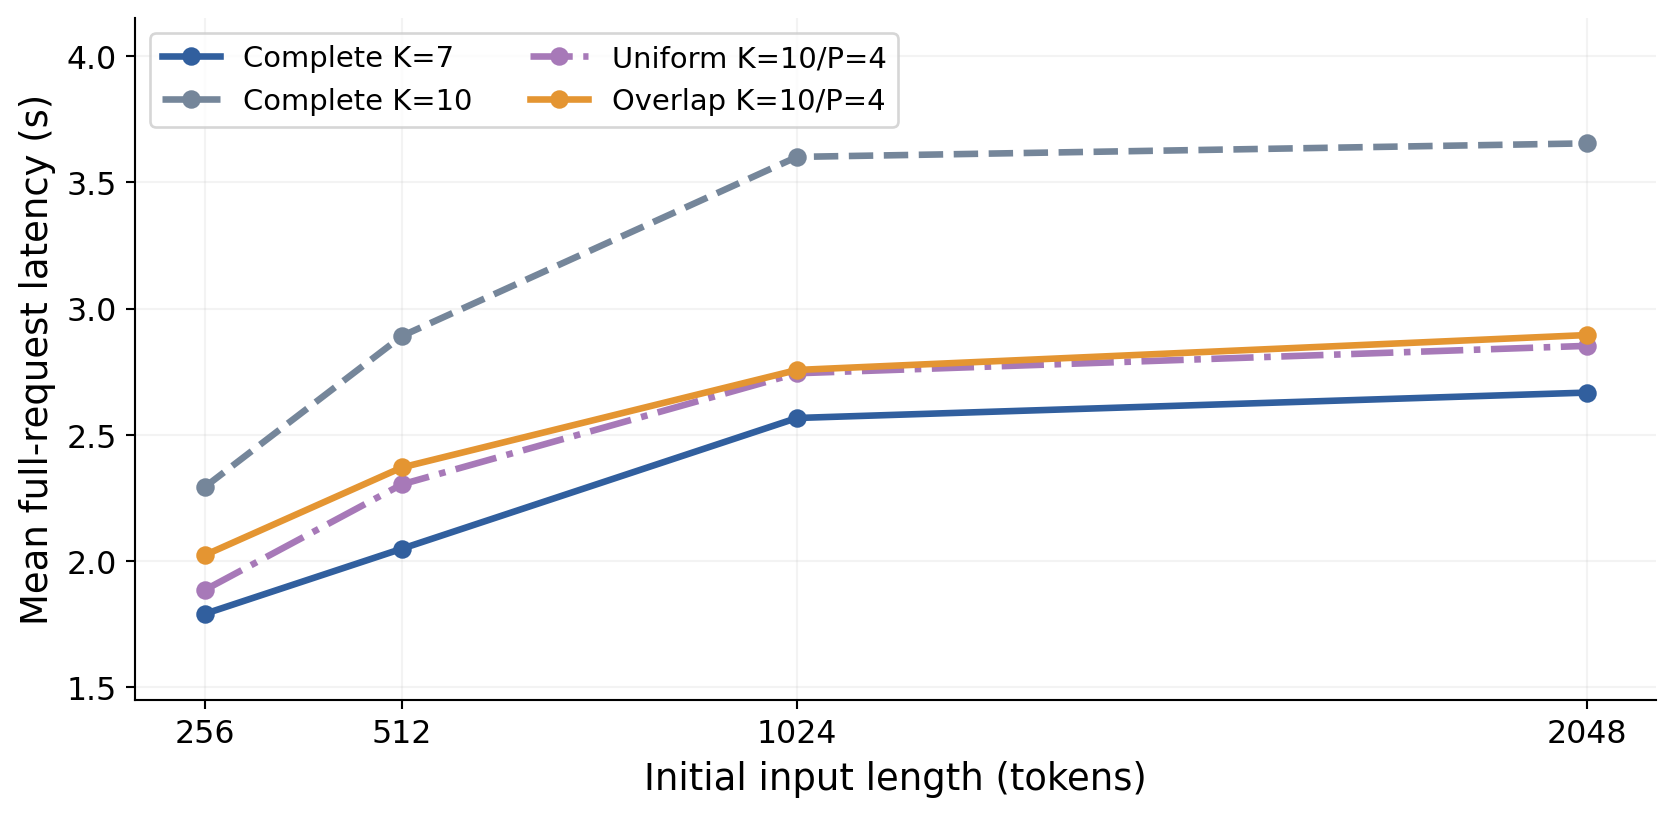 Mean full-request latency (s)
4.0
3.5
3.0
2.5
2.0
1.5
Complete K=7
Complete K=10
Uniform K=10/P=4
Overlap K=10/P=4
256 512 1024 2048
Initial input length (tokens)